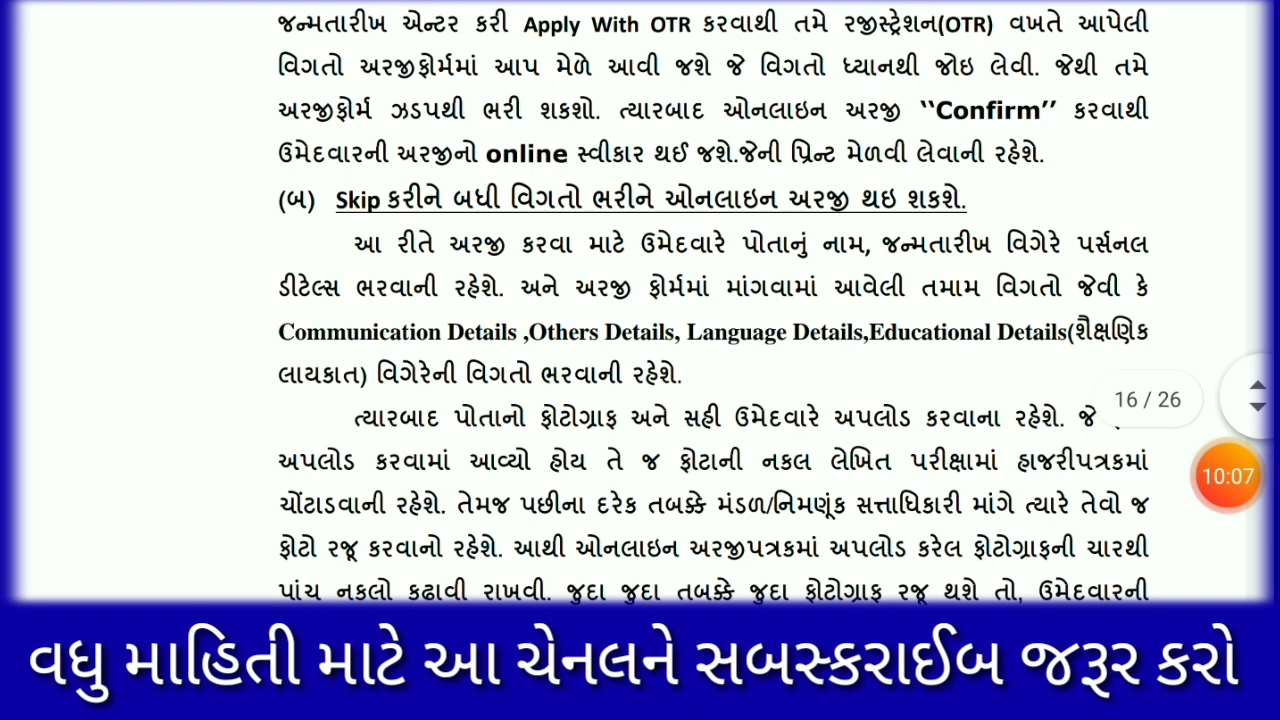 જન્મતારીખ એન્ટર કરી Apply With OTR કરવાથી તમે રજીસ્ટ્રેશન(OTR) વખતે આપેલી
વિગતો અરજીફોર્મમાં આપ મેળે આવી જશે જે વિગતો ધ્યાનથી જોઇ લેવી. જેથી તમે
અરજીફોર્મ ઝડપથી ભરી શકશો. ત્યારબાદ ઓનલાઇન અરજી ‘‘Confirm’’ કરવાથી
ઉમેદવારની અરજીનો online સ્વીકાર થઈ જશે.જેની પ્રિન્ટ મેળવી લેવાની રહેશે.
(બ) Skip કરીને બધી વિગતો ભરીને ઓનલાઇન અરજી થઇ શકશે.
આ રીતે અરજી કરવા માટે ઉમેદવારે પોતાનું નામ, જન્મતારીખ વિગેરે પર્સનલ
ડીટેલ્સ ભરવાની રહેશે. અને અરજી ફોર્મમાં માંગવામાં આવેલી તમામ વિગતો જેવી કે
Communication Details ,Others Details, Language Details,Educational Details(શૈક્ષણિક
લાયકાત) વિગેરેની વિગતો ભરવાની રહેશે.
16 / 26
ત્યારબાદ પોતાનો ફોટોગ્રાફ અને સહી ઉમેદવારે અપલોડ કરવાના રહેશે. જે
અપલોડ કરવામાં આવ્યો હોય તે જ ફોટાની નકલ લેખિત પરીક્ષામાં હાજરીપત્રકમાં
10:07
ચોંટાડવાની રહેશે. તેમજ પછીના દરેક તબક્કે મંડળ/નિમણૂંક સત્તાધિકારી માંગે ત્યારે તેવો જ
ફોટો રજૂ કરવાનો રહેશે. આથી ઓનલાઇન અરજીપત્રકમાં અપલોડ કરેલ ફોટોગ્રાફની ચારથી
પાંચ નકલો કઢાવી રાખવી. જુદા જુદા તબક્કે જુદા ફોટોગ્રાફ રજૂ થશે તો, ઉમેદવારની
વધુ માહિતી માટે આ ચેનલને સબસ્કરાઈબ જરૂર કરો